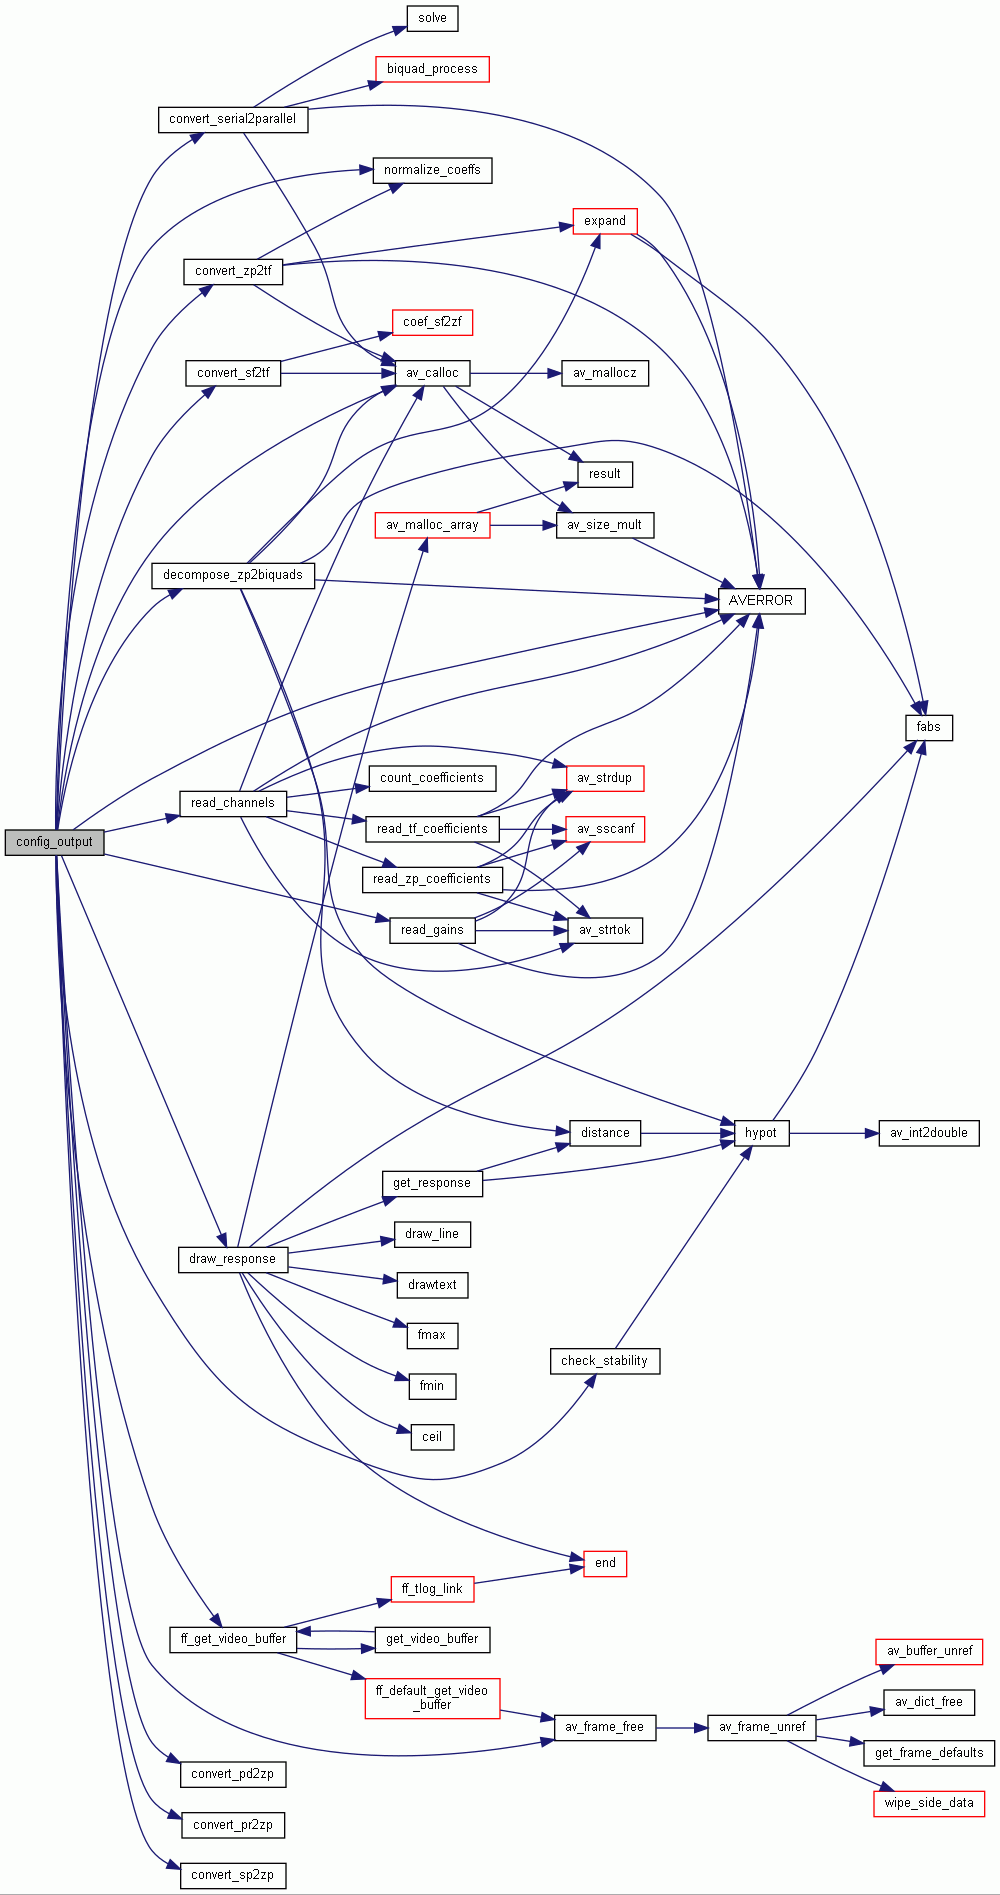 solve
biquad_process
convert_serial2parallel
normalize_coeffs
expand
convert_zp2tf
coef_sf2zf
convert_sf2tf
av_calloc
av_mallocz
result
av_malloc_array
av_size_mult
decompose_zp2biquads
AVERROR
fabs
count_coefficients
av_strdup
read_channels
read_tf_coefficients
av_sscanf
config_output
read_zp_coefficients
read_gains
av_strtok
distance
hypot
av_int2double
get_response
draw_line
draw_response
drawtext
fmax
check_stability
fmin
ceil
end
ff_tlog_link
ff_get_video_buffer
get_video_buffer
av_buffer_unref
ff_default_get_video
_buffer
av_dict_free
av_frame_free
av_frame_unref
get_frame_defaults
convert_pd2zp
wipe_side_data
convert_pr2zp
convert_sp2zp